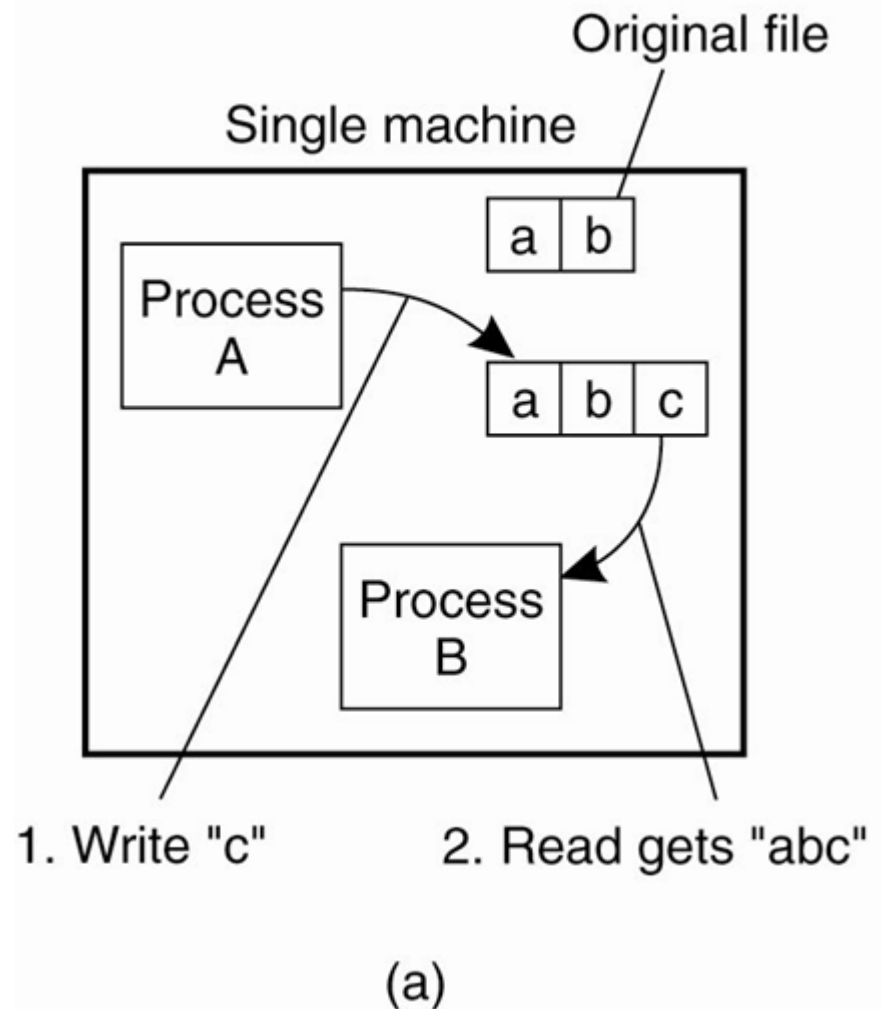 Original file
Single machine
a b
Process
A
a b c
Process
B
1. Write "c"
2. Read gets "abc"
(a)